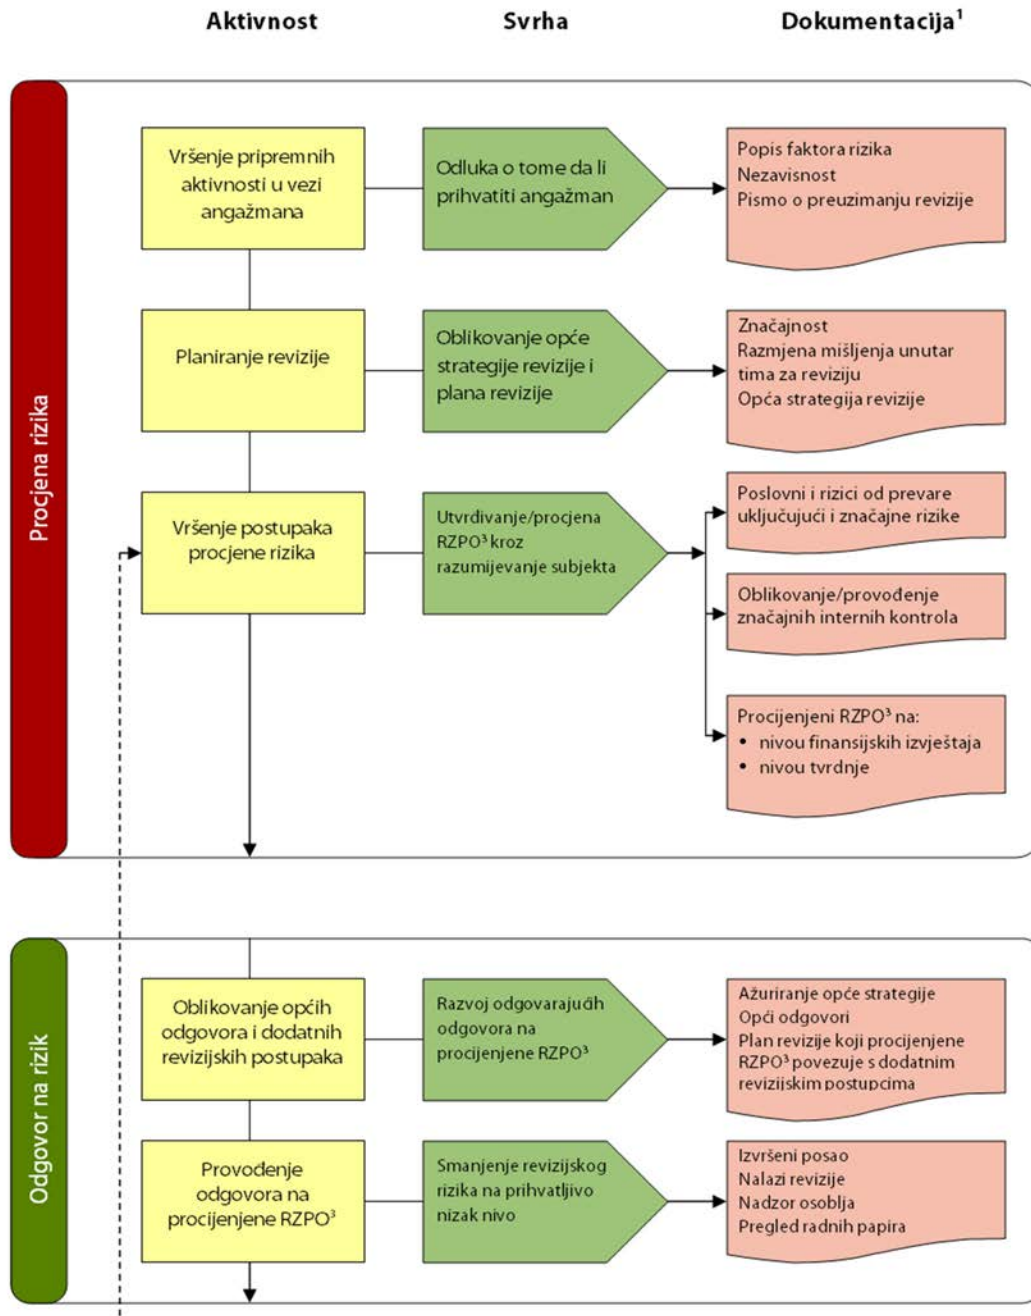 Aktivnost Svrha Dokumentacija¹
Procjena rizika
Vršenje pripremnih
aktivnosti u vezi
angažmana
Odluka o tome da li
prihvatiti angažman
Popis faktora rizika
Nezavisnost
Pismo o preuzimanju revizije
Planiranje revizije
Oblikovanje opće
strategije revizije i
plana revizije
Značajnost
Razmjena mišljenja unutar
tima za reviziju
Opća strategija revizije
Vršenje postupaka
procjene rizika
Utvrđivanje/procjena
RZPO³ kroz
razumijevanje subjekta
Poslovni i rizici od prevare
uključujući i značajne rizike
Oblikovanje/provođenje
značajnih internih kontrola
Procijenjeni RZPO³ na:
• nivou finansijskih izvještaja
• nivou tvrdnje
Odgovor na rizik
Oblikovanje općih
odgovora i dodatnih
revizijskih postupaka
Razvoj odgovarajućih
odgovora na
procijenjene RZPO³
Ažuriranje opće strategije
Opći odgovori
Plan revizije koji procijenjene
RZPO³ povezuje s dodatnim
revizijskim postupcima
Provođenje
odgovora na
procijenjene RZPO³
Smanjenje revizijskog
rizika na prihvatljivo
nizak nivo
Izvršeni posao
Nalazi revizije
Nadzor osoblja
Pregled radnih papira